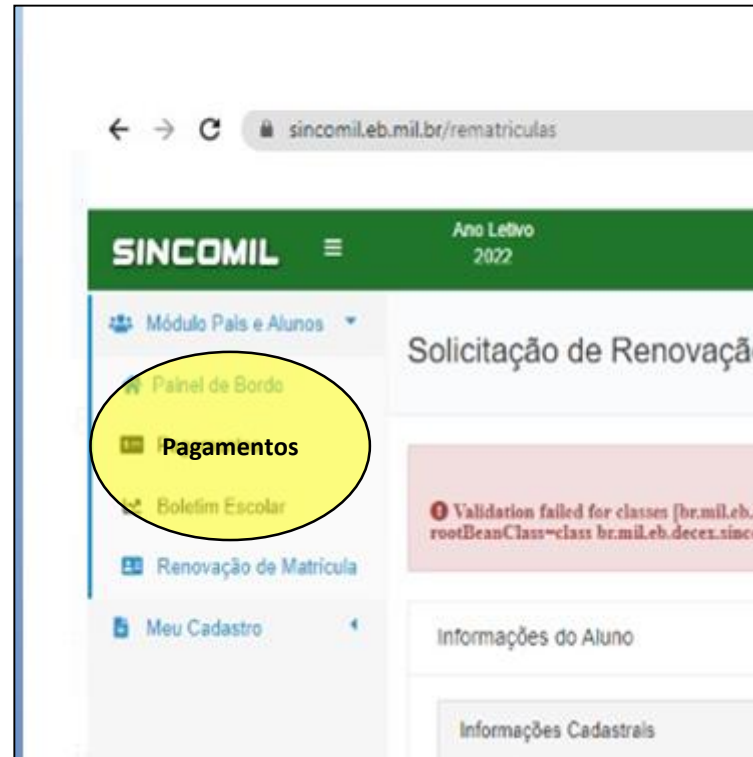 sincomil.eb.mil.br/rematriculas
SINCOMIL
Ano Letivo
2022
Módulo Pais e Alunos
Solicitação de Renovaçã
Painel de Bordo
Pagamentos
Boletim Escolar
Validation failed for classes [br.mil.eb.
rootBeanClass=class br.mil.eb.decex.sinc
Renovação de Matrícula
Meu Cadastro
Informações do Aluno
Informações Cadastrais